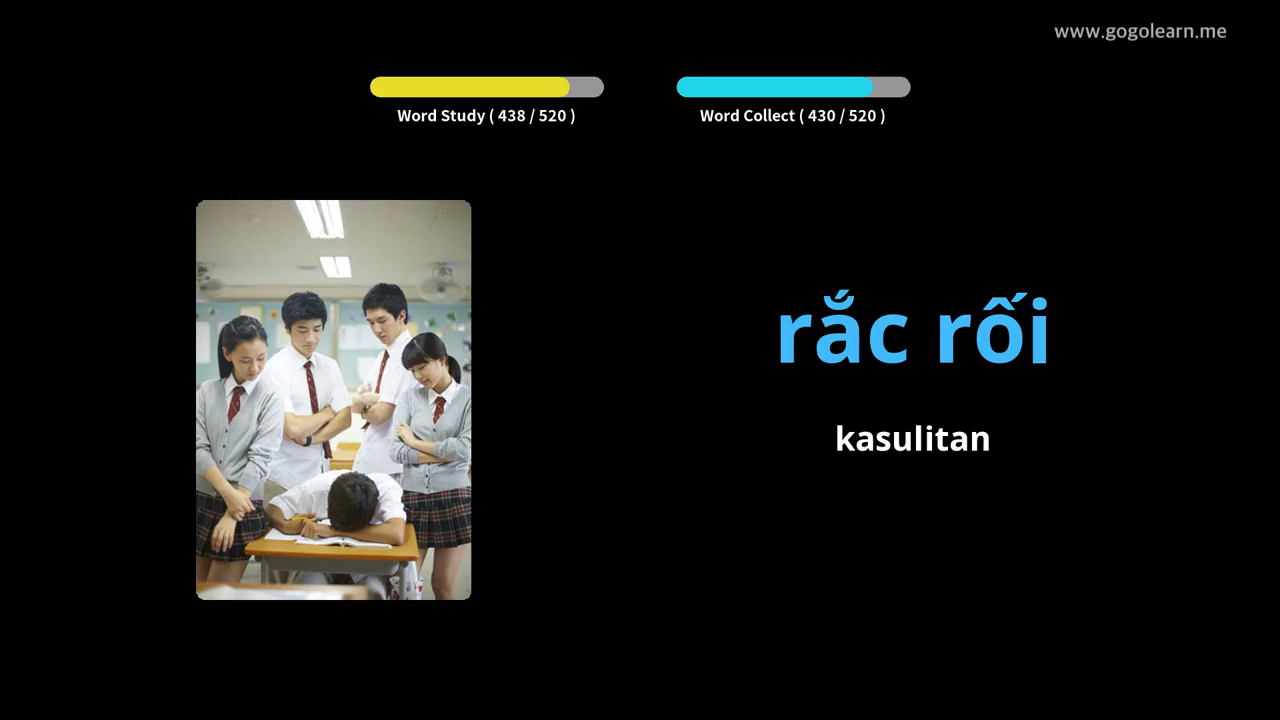 www.gogolearn.me
Word Study ( 438 / 520 )
Word Collect ( 430 / 520 )
rắc rối
kasulitan